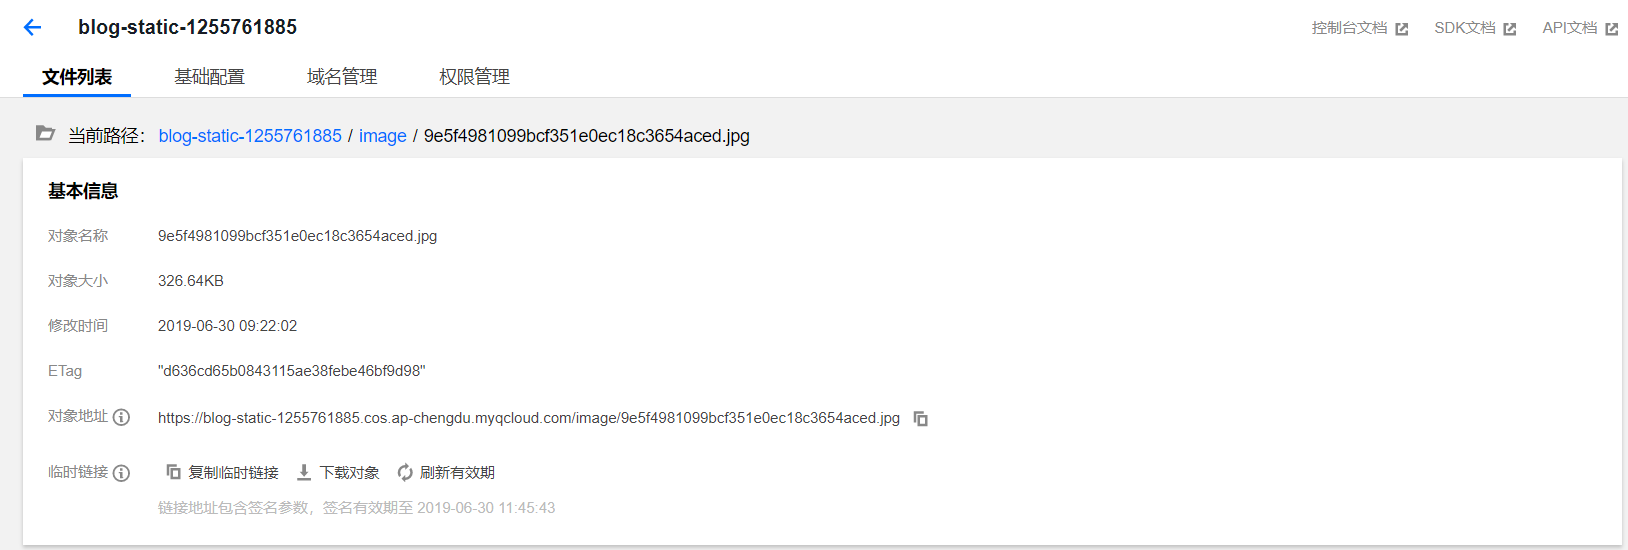 blog-static-1255761885
控制台文档 SDK文档 API文档
文件列表 基础配置 域名管理 权限管理
当前路径: blog-static-1255761885 / image / 9e5f4981099bcf351e0ec18c3654aced.jpg
基本信息
对象名称 9e5f4981099bcf351e0ec18c3654aced.jpg
对象大小 326.64KB
修改时间 2019-06-30 09:22:02
ETag "d636cd65b0843115ae38febe46bf9d98"
对象地址 https://blog-static-1255761885.cos.ap-chengdu.myqcloud.com/image/9e5f4981099bcf351e0ec18c3654aced.jpg
临时链接 复制临时链接 下载对象 刷新有效期
链接地址包含签名参数，签名有效期至 2019-06-30 11:45:43